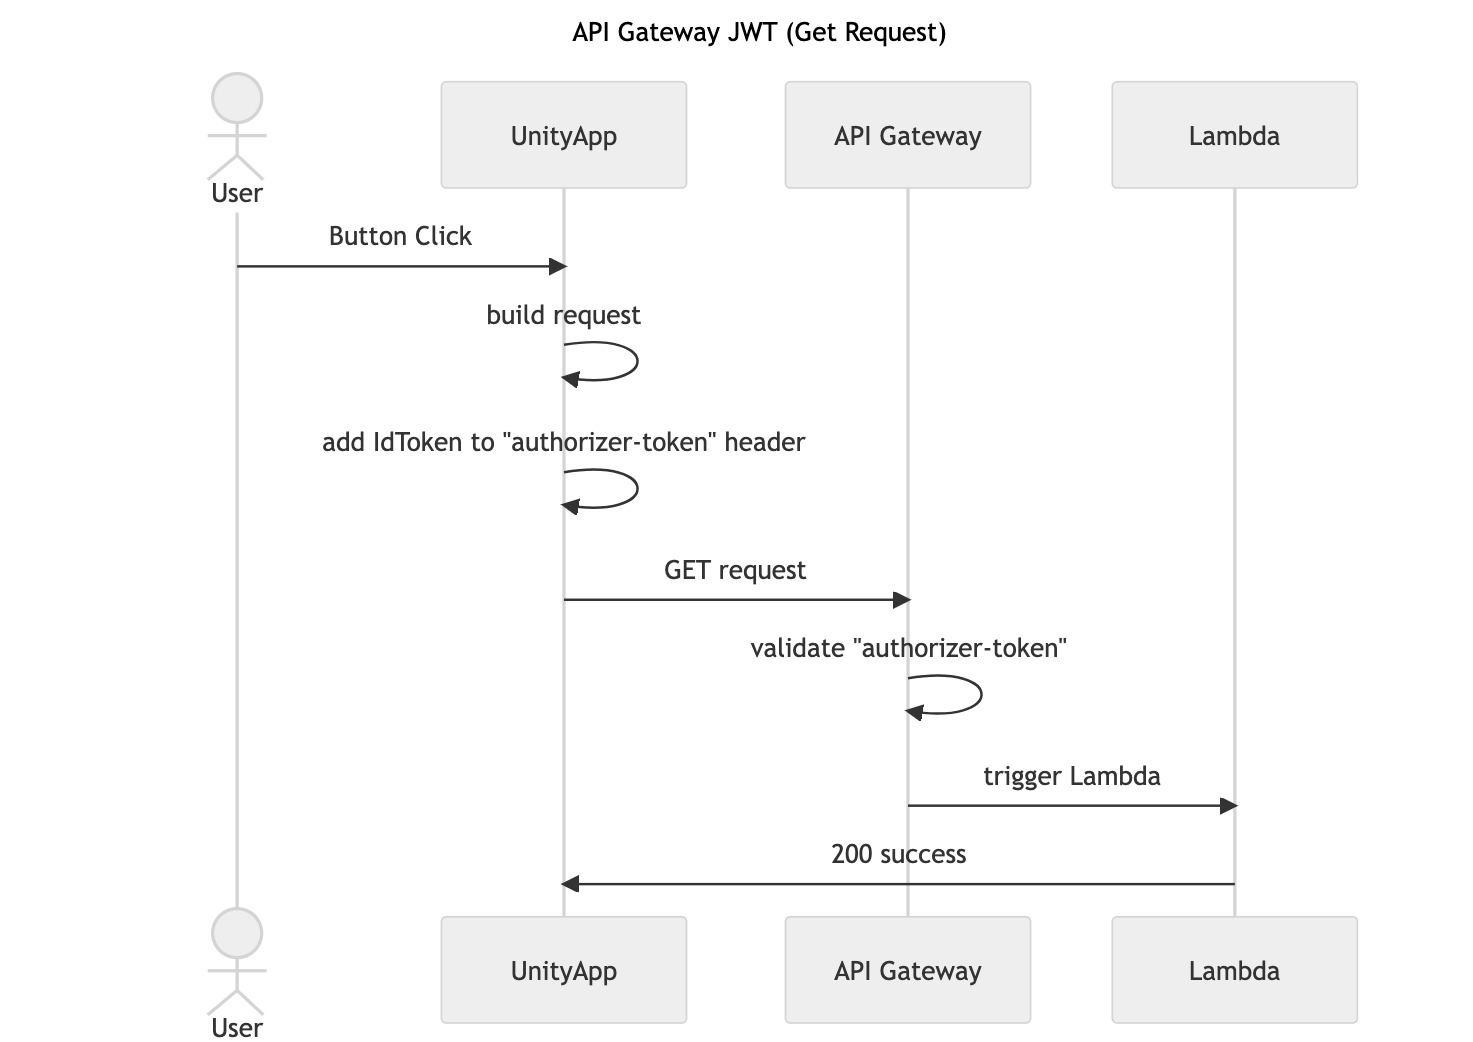 API Gateway JWT (Get Request)
User
UnityApp
API Gateway
Lambda
Button Click
build request
add IdToken to "authorizer-token" header
GET request
validate "authorizer-token"
trigger Lambda
200 success
User
UnityApp
API Gateway
Lambda